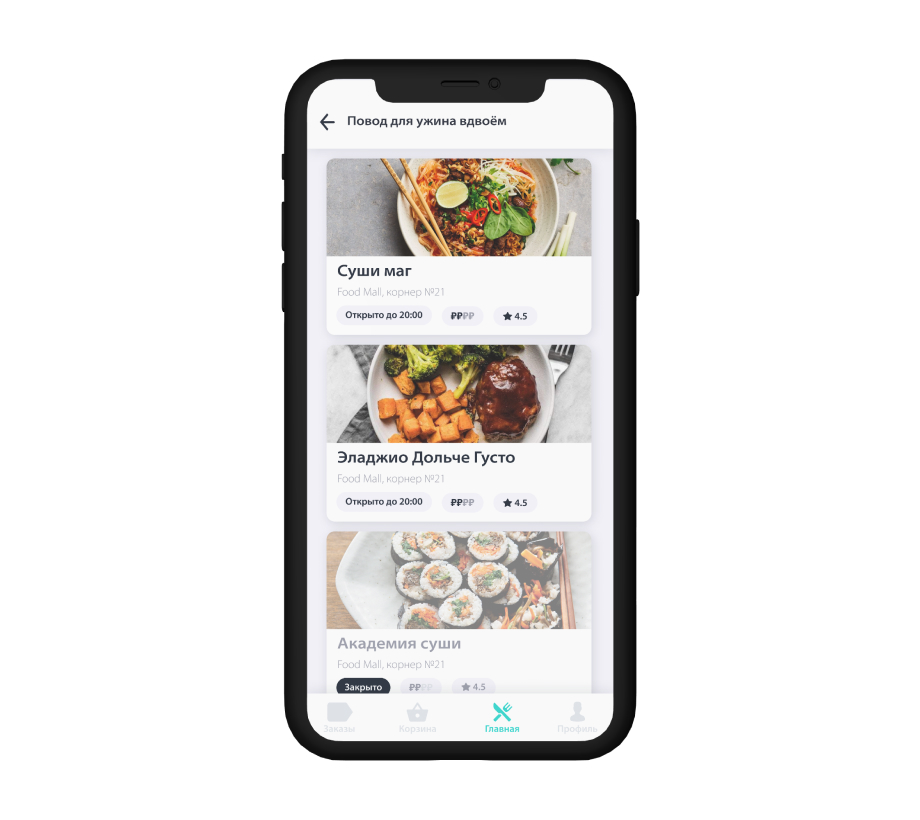 Повод для ужина вдвоём
Суши маг
Food Mall, корнер №21
Открыто до 20:00 ₽₽₽₽ ★ 4.5
Эладжио Дольче Густо
Food Mall, корнер №21
Открыто до 20:00 ₽₽₽₽ ★ 4.5
Академия суши
Food Mall, корнер №21
Закрыто ₽₽₽₽ ★ 4.5
Заказы Корзина Главная Профиль